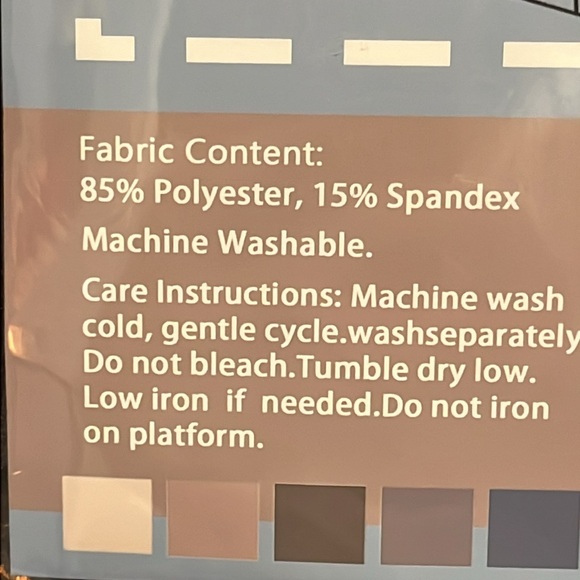 Fabric Content:
85% Polyester, 15% Spandex
Machine Washable.
Care Instructions: Machine wash
cold, gentle cycle.washseparately
Do not bleach.Tumble dry low.
Low iron if needed.Do not iron
on platform.